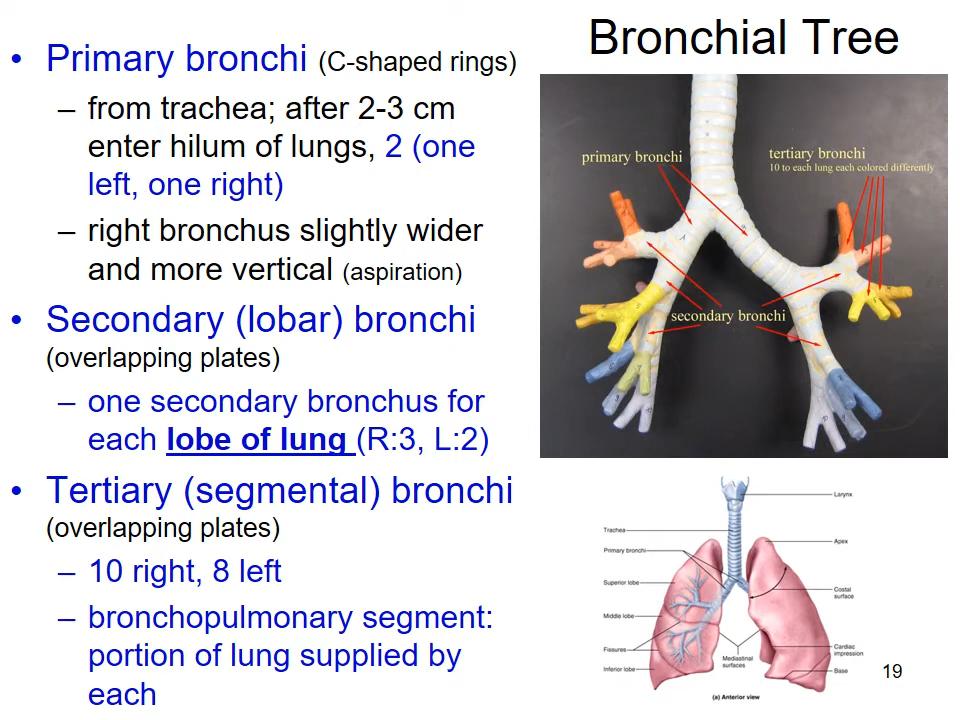 Bronchial Tree
• Primary bronchi (C-shaped rings)
– from trachea; after 2-3 cm
enter hilum of lungs, 2 (one
left, one right)
– right bronchus slightly wider
and more vertical (aspiration)
• Secondary (lobar) bronchi
(overlapping plates)
– one secondary bronchus for
each lobe of lung (R:3, L:2)
• Tertiary (segmental) bronchi
(overlapping plates)
– 10 right, 8 left
– bronchopulmonary segment:
portion of lung supplied by
each
primary bronchi
tertiary bronchi
10 to each lung each colored differently
secondary bronchi
Larynx
Trachea
Primary bronchi
Apex
Superior lobe
Costal
surface
Middle lobe
Fissures
Mediastinal
surfaces
Cardiac
impression
Inferior lobe
Base
(a) Anterior view
19